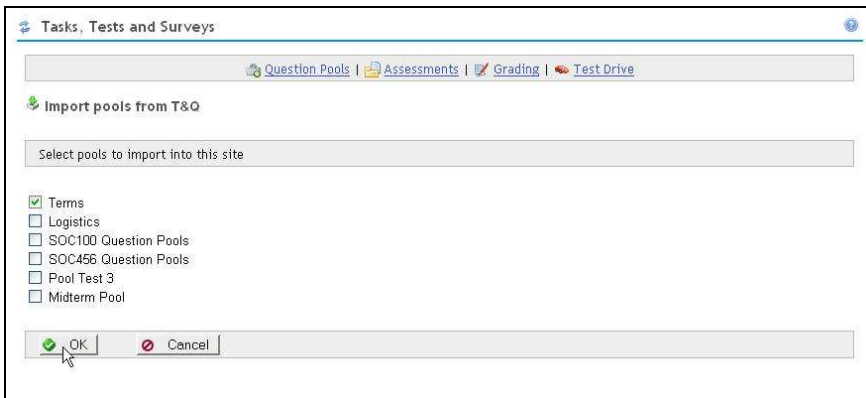 Tasks, Tests and Surveys
Question Pools | Assessments | Grading | Test Drive
Import pools from T&Q
Select pools to import into this site
Terms
Logistics
SOC100 Question Pools
SOC456 Question Pools
Pool Test 3
Midterm Pool
OK Cancel